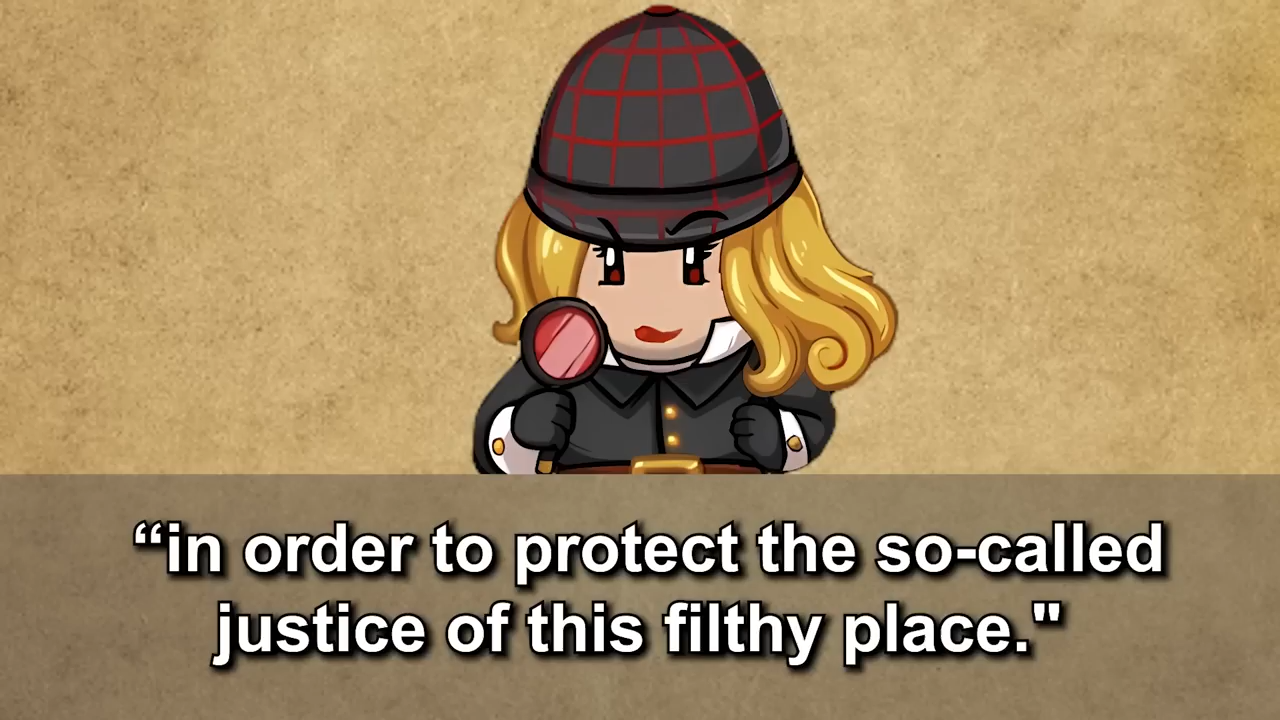 “in order to protect the so-called
justice of this filthy place."